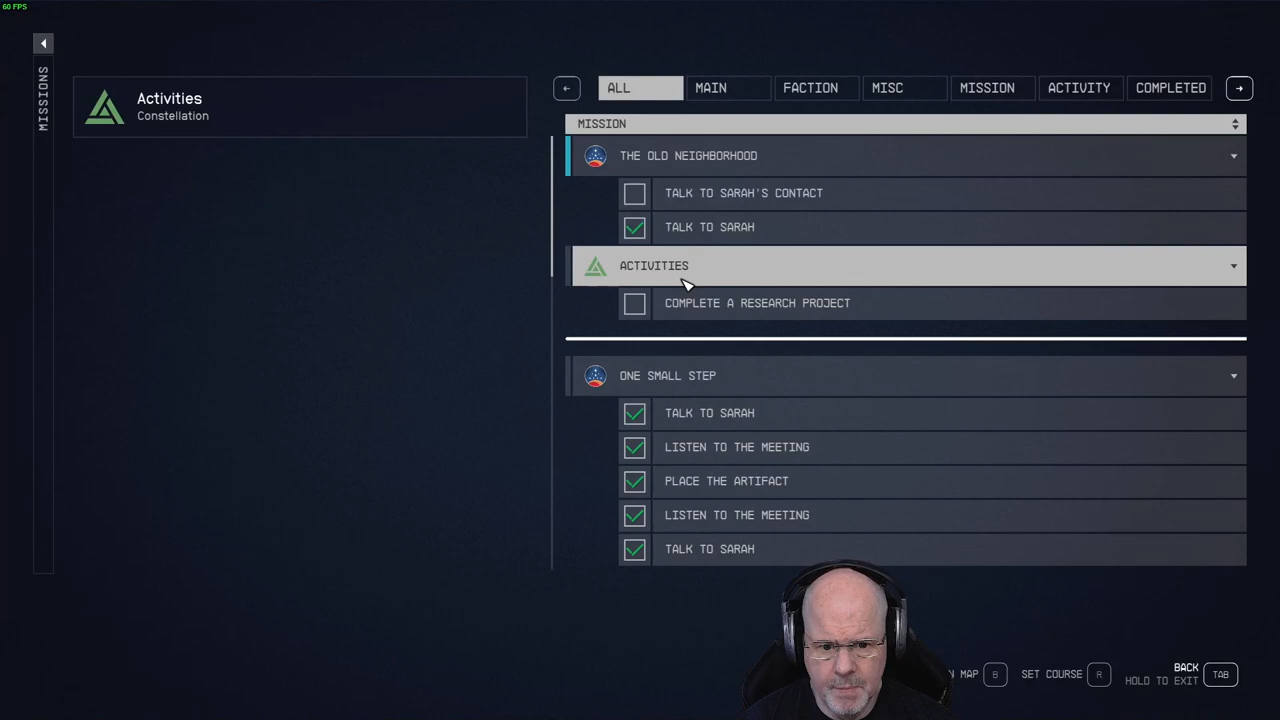 60 FPS
MISSIONS
Activities
Constellation
ALL
MAIN
FACTION
MISC
MISSION
ACTIVITY
COMPLETED
MISSION
THE OLD NEIGHBORHOOD
TALK TO SARAH'S CONTACT
TALK TO SARAH
ACTIVITIES
COMPLETE A RESEARCH PROJECT
ONE SMALL STEP
TALK TO SARAH
LISTEN TO THE MEETING
PLACE THE ARTIFACT
LISTEN TO THE MEETING
TALK TO SARAH
MAP B
SET COURSE R
BACK
HOLD TO EXIT TAB